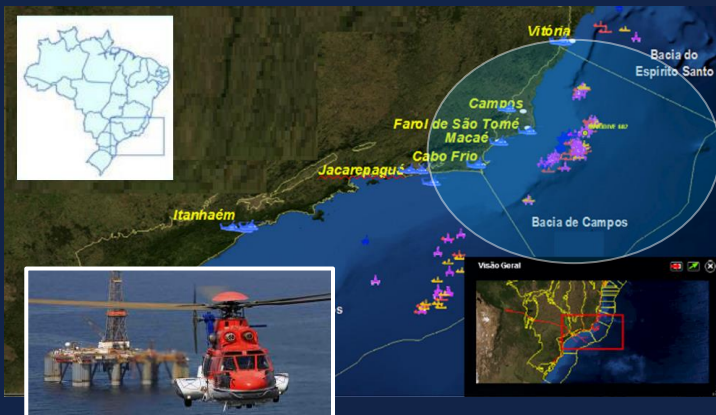 Vitória
Bacia do
Espírito Santo
Campos
Farol de São Tomé
Macaé
Cabo Frio
Jacarepaguá
Itanhaém
Bacia de Campos
Visão Geral